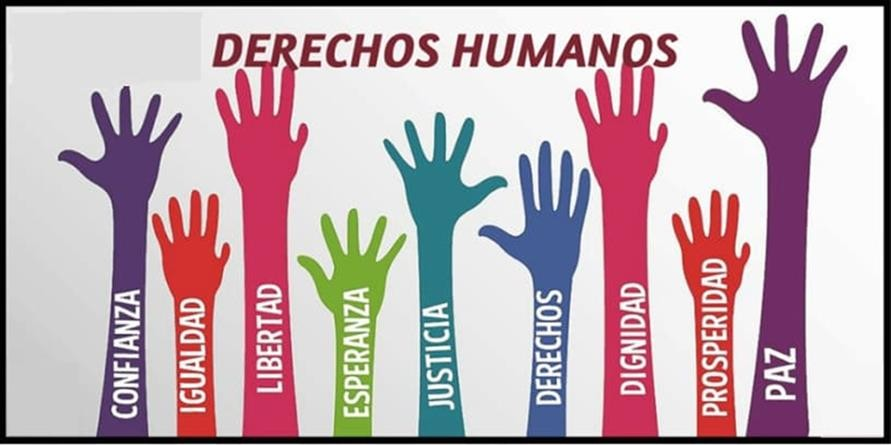 DERECHOS HUMANOS
CONFIANZA
IGUALDAD
LIBERTAD
ESPERANZA
JUSTICIA
DERECHOS
DIGNIDAD
PROSPERIDAD
PAZ